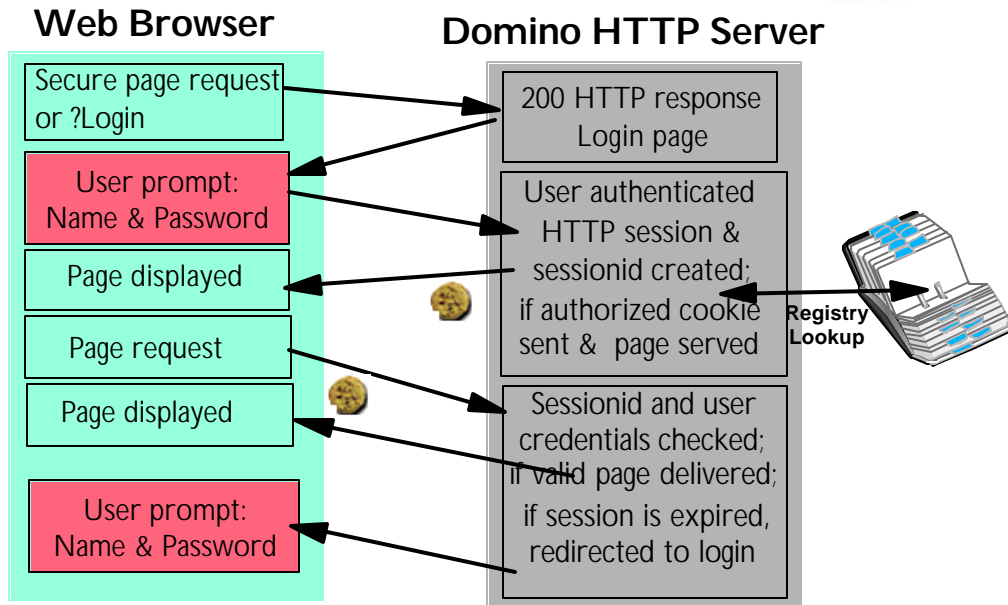 Web Browser
Domino HTTP Server
Secure page request
or ?Login
200 HTTP response
Login page
User prompt:
Name & Password
User authenticated
HTTP session &
sessionid created;
if authorized cookie
sent & page served
Page displayed
Registry
Lookup
Page request
Page displayed
Sessionid and user
credentials checked;
if valid page delivered;
if session is expired,
redirected to login
User prompt:
Name & Password